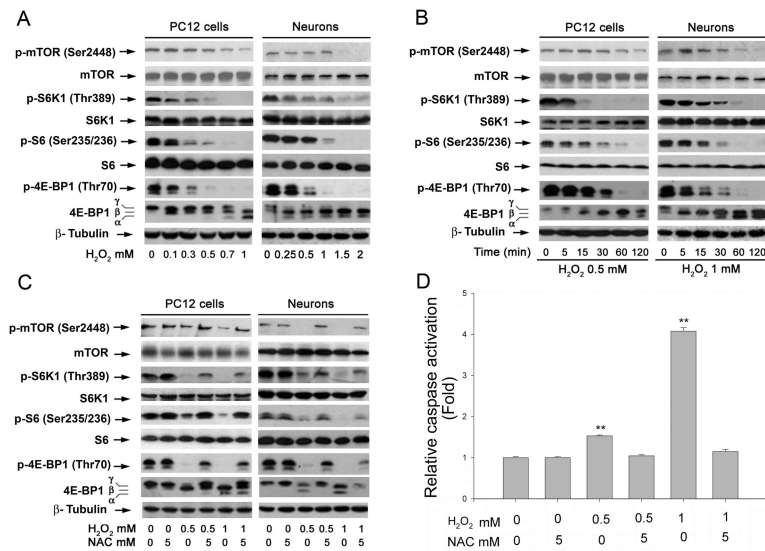 A
PC12 cells Neurons
p-mTOR (Ser2448)
mTOR
p-S6K1 (Thr389)
S6K1
p-S6 (Ser235/236)
S6
p-4E-BP1 (Thr70)
γ
4E-BP1 β
α
β- Tubulin
0 0.1 0.3 0.5 0.7 1 0 0.25 0.5 1 1.5 2
H₂O₂ mM
B
PC12 cells Neurons
p-mTOR (Ser2448)
mTOR
p-S6K1 (Thr389)
S6K1
p-S6 (Ser235/236)
S6
p-4E-BP1 (Thr70)
γ
4E-BP1 β
α
β- Tubulin
Time (min) 0 5 15 30 60 120 0 5 15 30 60 120
H₂O₂ 0.5 mM H₂O₂ 1 mM
C
PC12 cells Neurons
p-mTOR (Ser2448)
mTOR
p-S6K1 (Thr389)
S6K1
p-S6 (Ser235/236)
S6
p-4E-BP1 (Thr70)
γ
4E-BP1 β
α
β- Tubulin
H₂O₂ mM 0 0 0.5 0.5 1 1 0 0 0.5 0.5 1 1
NAC mM 0 5 0 5 0 5 0 5 0 5 0 5
D
Relative caspase activation
(Fold)
5
4
3
2
1
0
**
**
H₂O₂ mM 0 0 0.5 0.5 1 1
NAC mM 0 5 0 5 0 5